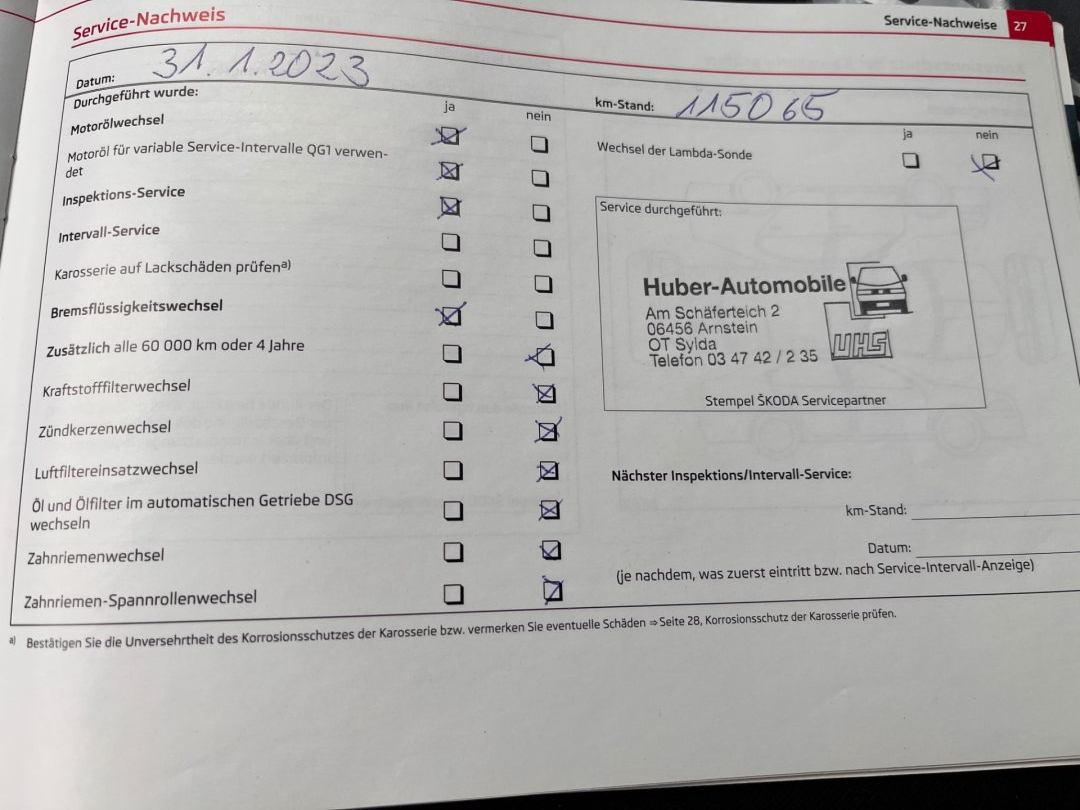 Service-Nachweis
Service-Nachweise 27
Datum: 31.1.2023
km-Stand: 115065
Durchgeführt wurde:
ja nein
Motorölwechsel
Motoröl für variable Service-Intervalle QG1 verwen-
det
Inspektions-Service
Intervall-Service
Karosserie auf Lackschäden prüfena)
Bremsflüssigkeitswechsel
Zusätzlich alle 60 000 km oder 4 Jahre
Kraftstofffilterwechsel
Zündkerzenwechsel
Luftfiltereinsatzwechsel
Öl und Ölfilter im automatischen Getriebe DSG
wechseln
Zahnriemenwechsel
Zahnriemen-Spannrollenwechsel
ja nein
Wechsel der Lambda-Sonde
Service durchgeführt:
Huber-Automobile
Am Schäferteich 2
06456 Arnstein
OT Sylda
Telefon 03 47 42 / 2 35
UHS
Stempel ŠKODA Servicepartner
Nächster Inspektions/Intervall-Service:
km-Stand:
Datum:
(je nachdem, was zuerst eintritt bzw. nach Service-Intervall-Anzeige)
a) Bestätigen Sie die Unversehrtheit des Korrosionsschutzes der Karosserie bzw. vermerken Sie eventuelle Schäden ⇒ Seite 28, Korrosionsschutz der Karosserie prüfen.